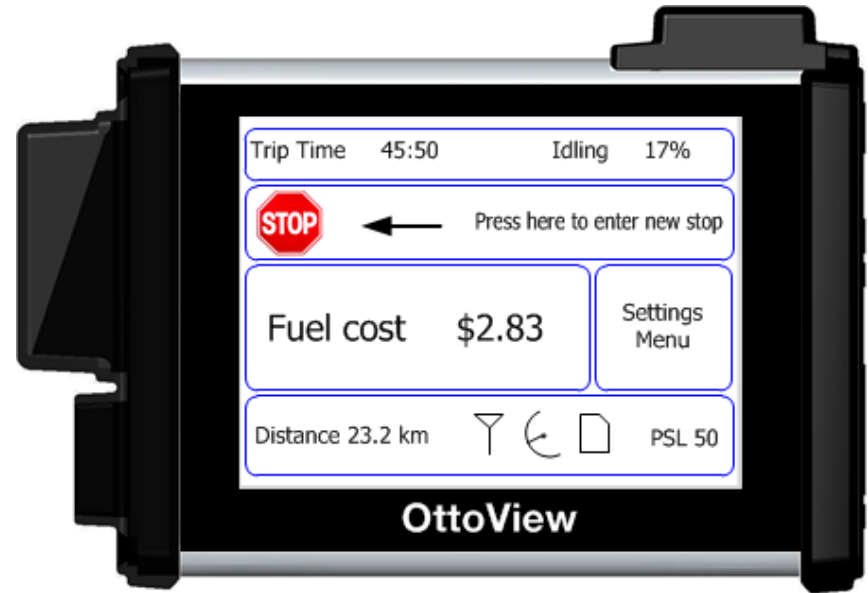 Trip Time 45:50 Idling 17%
STOP Press here to enter new stop
Fuel cost $2.83
Settings
Menu
Distance 23.2 km PSL 50
OttoView